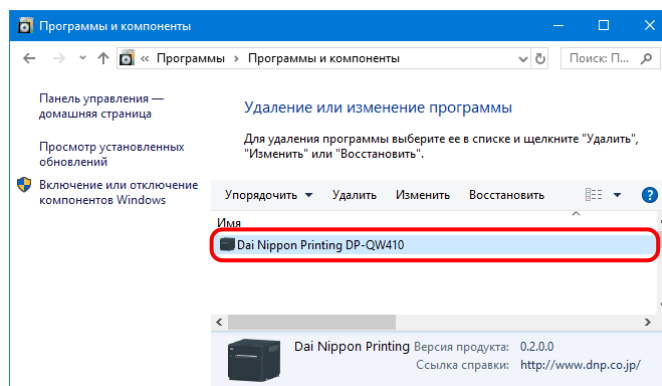 Программы и компоненты
« Програм­мы › Программы и компоненты
Поиск: П...
Панель управления —
домашняя страница
Просмотр установленных
обновлений
Включение или отключение
компонентов Windows
Удаление или изменение программы
Для удаления программы выберите ее в списке и щелкните "Удалить",
"Изменить" или "Восстановить".
Упорядочить Удалить Изменить Восстановить
Имя
Dai Nippon Printing DP-QW410
Dai Nippon Printing Версия продукта: 0.2.0.0
Ссылка справки: http://www.dnp.co.jp/